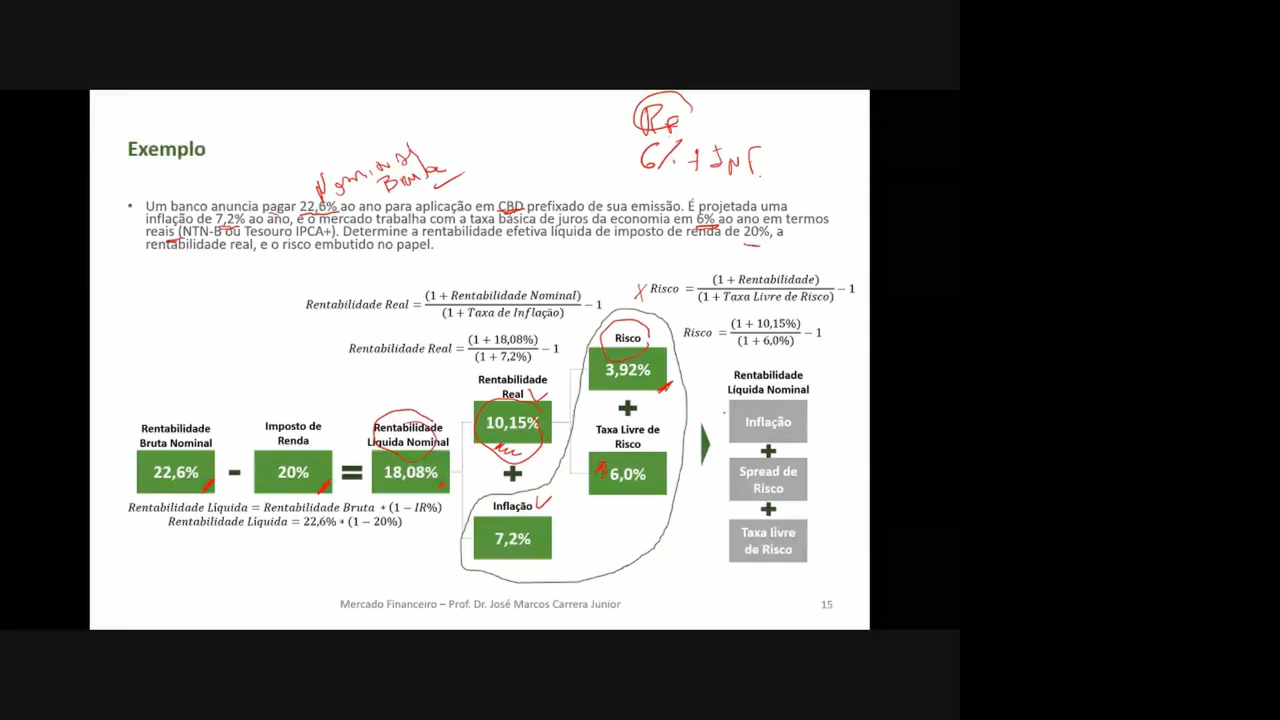 Rf
6% + INF.
Exemplo
Nominal
Bruta
• Um banco anuncia pagar 22,6% ao ano para aplicação em CBD prefixado de sua emissão. É projetada uma
inflação de 7,2% ao ano, e o mercado trabalha com a taxa básica de juros da economia em 6% ao ano em termos
reais (NTN-B ou Tesouro IPCA+). Determine a rentabilidade efetiva líquida de imposto de renda de 20%, a
rentabilidade real, e o risco embutido no papel.
Rentabilidade Real = (1 + Rentabilidade Nominal) / (1 + Taxa de Inflação) − 1
Risco = (1 + Rentabilidade) / (1 + Taxa Livre de Risco) − 1
Rentabilidade Real = (1 + 18,08%) / (1 + 7,2%) − 1
Risco = (1 + 10,15%) / (1 + 6,0%) − 1
Risco
3,92%
+
Taxa Livre de
Risco
6,0%
Rentabilidade
Real
10,15%
+
Inflação
7,2%
Rentabilidade
Bruta Nominal
22,6%
-
Imposto de
Renda
20%
=
Rentabilidade
Líquida Nominal
18,08%
Rentabilidade Líquida = Rentabilidade Bruta * (1 − IR%)
Rentabilidade Líquida = 22,6% * (1 − 20%)
Rentabilidade
Líquida Nominal
Inflação
+
Spread de
Risco
+
Taxa livre
de Risco
Mercado Financeiro – Prof. Dr. José Marcos Carrera Junior
15